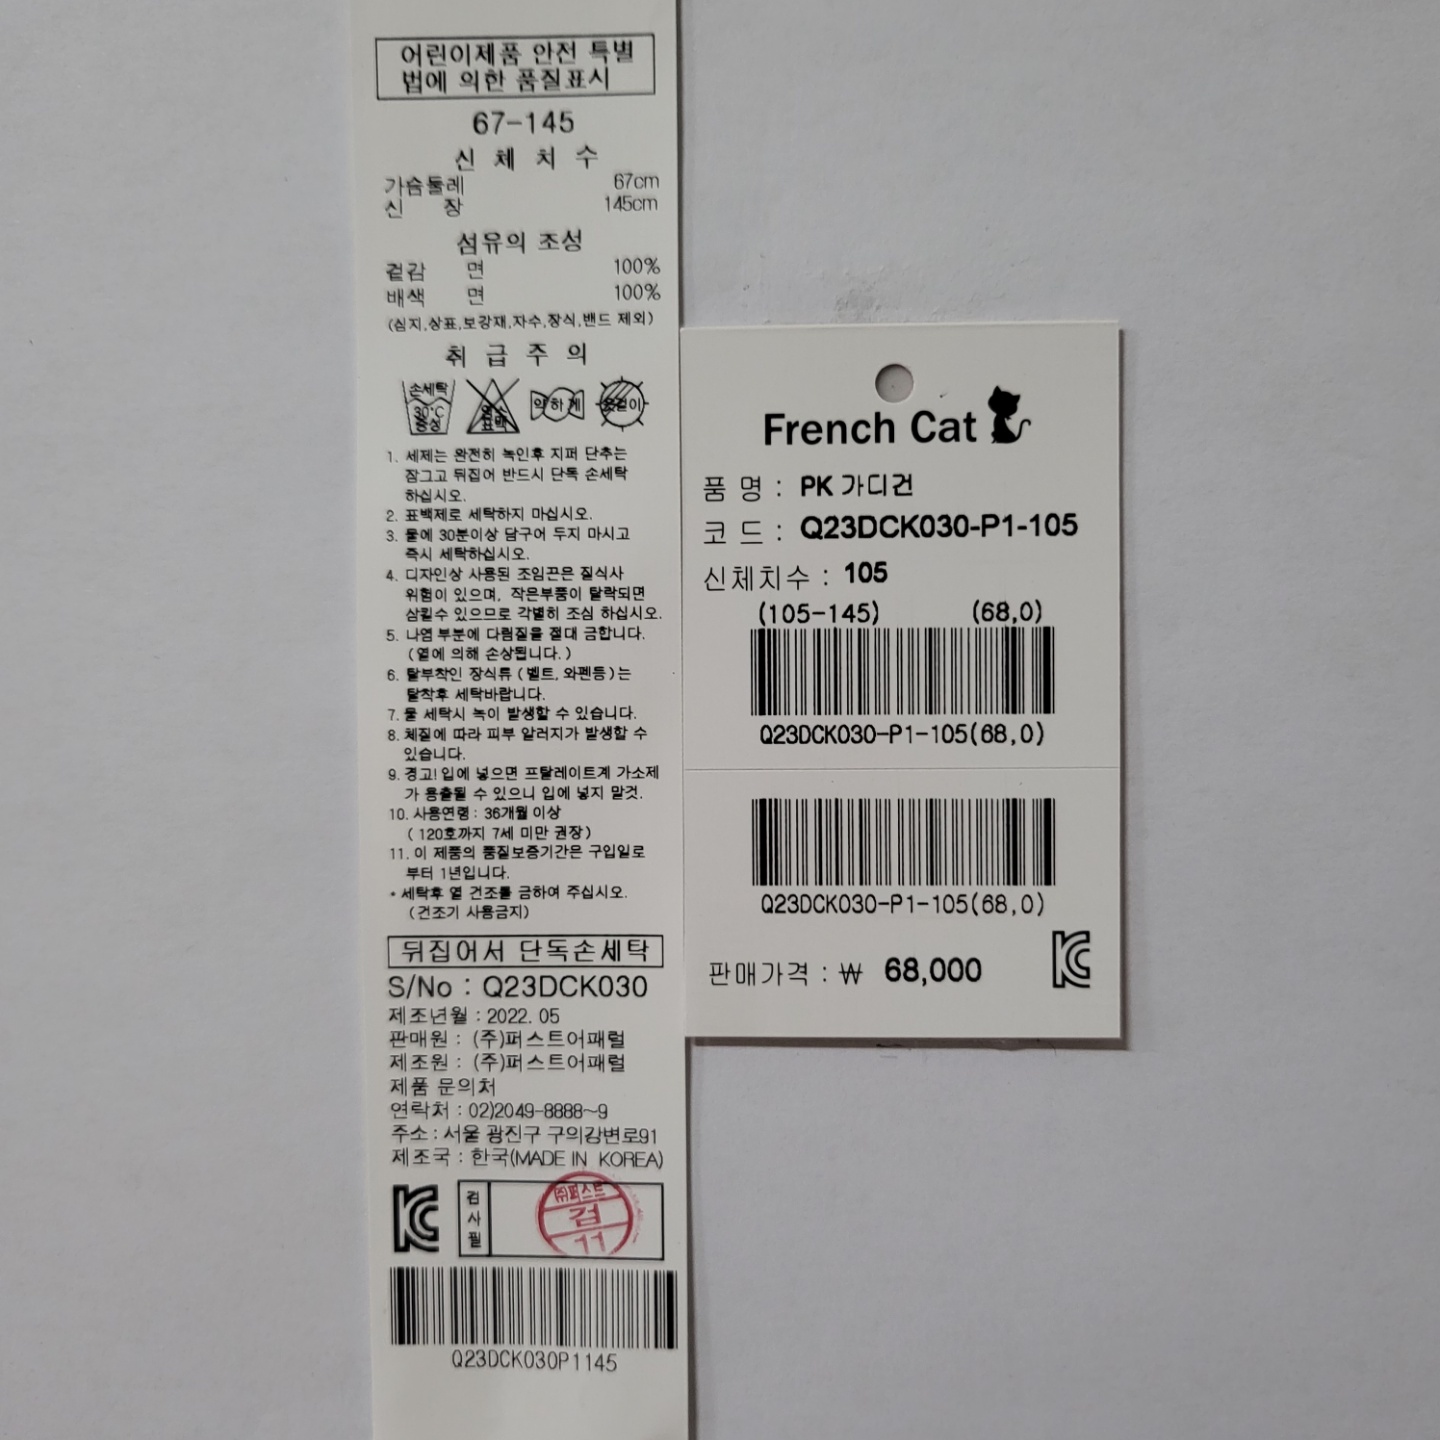 어린이제품 안전 특별
법에 의한 품질표시
67-145
신 체 치 수
가슴둘레 67cm
신 장 145cm
섬유의 조성
겉감 면 100%
배색 면 100%
(심지,상표,보강재,자수,장식,밴드 제외)
취 급 주 의
손세탁 30℃ 중성
염소 표백
약하게
옷걸이
1. 세제는 완전히 녹인후 지퍼 단추는
잠그고 뒤집어 반드시 단독 손세탁
하십시오.
2. 표백제로 세탁하지 마십시오.
3. 물에 30분이상 담구어 두지 마시고
즉시 세탁하십시오.
4. 디자인상 사용된 조임끈은 질식사
위험이 있으며, 작은부품이 탈락되면
삼킬수 있으므로 각별히 조심 하십시오.
5. 나염 부분에 다림질을 절대 금합니다.
(열에 의해 손상됩니다.)
6. 탈부착인 장식류 (벨트, 와펜등)는
탈착후 세탁바랍니다.
7. 물 세탁시 녹이 발생할 수 있습니다.
8. 체질에 따라 피부 알러지가 발생할 수
있습니다.
9. 경고! 입에 넣으면 프탈레이트계 가소제
가 용출될 수 있으니 입에 넣지 말것.
10. 사용연령 : 36개월 이상
( 120호까지 7세 미만 권장)
11. 이 제품의 품질보증기간은 구입일로
부터 1년입니다.
* 세탁후 열 건조를 금하여 주십시오.
(건조기 사용금지)
뒤집어서 단독손세탁
S/No : Q23DCK030
제조년월 : 2022. 05
판매원 : (주)퍼스트어패럴
제조원 : (주)퍼스트어패럴
제품 문의처
연락처 : 02)2049-8888~9
주소 : 서울 광진구 구의강변로91
제조국 : 한국(MADE IN KOREA)
KC
검사필
㈜퍼스트
검
11
Q23DCK030P1145
French Cat
품 명 : PK 가디건
코 드 : Q23DCK030-P1-105
신체치수 : 105
(105-145) (68,0)
Q23DCK030-P1-105(68,0)
Q23DCK030-P1-105(68,0)
판매가격 : ₩ 68,000
KC